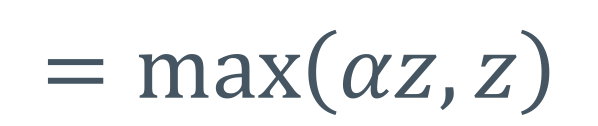 = max(αz, z)